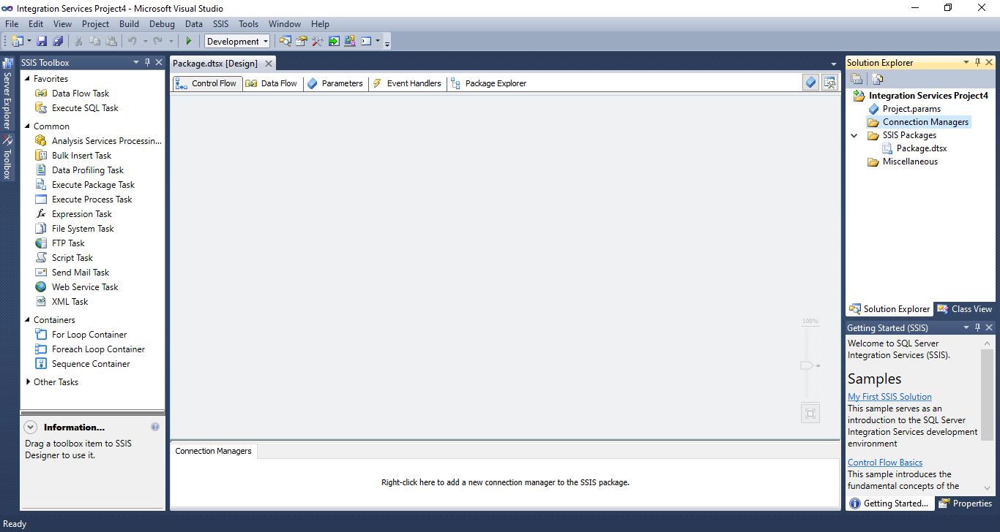 Integration Services Project4 - Microsoft Visual Studio
File Edit View Project Build Debug Data SSIS Tools Window Help
Development
Server Explorer
Toolbox
SSIS Toolbox
Favorites
Data Flow Task
Execute SQL Task
Common
Analysis Services Processin...
Bulk Insert Task
Data Profiling Task
Execute Package Task
Execute Process Task
Expression Task
File System Task
FTP Task
Script Task
Send Mail Task
Web Service Task
XML Task
Containers
For Loop Container
Foreach Loop Container
Sequence Container
Other Tasks
Information...
Drag a toolbox item to SSIS
Designer to use it.
Package.dtsx [Design]
Control Flow Data Flow Parameters Event Handlers Package Explorer
100%
Connection Managers
Right-click here to add a new connection manager to the SSIS package.
Solution Explorer
Integration Services Project4
Project.params
Connection Managers
SSIS Packages
Package.dtsx
Miscellaneous
Solution Explorer Class View
Getting Started (SSIS)
Welcome to SQL Server
Integration Services (SSIS).
Samples
My First SSIS Solution
This sample serves as an
introduction to the SQL Server
Integration Services development
environment
Control Flow Basics
This sample introduces the
fundamental concepts of the
Getting Started... Properties
Ready